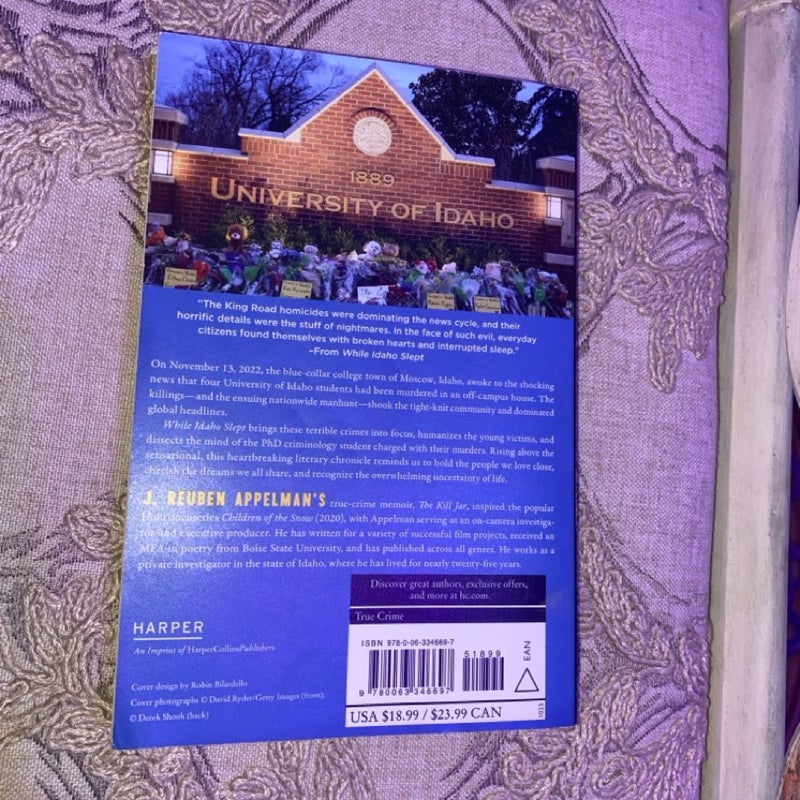 1889
UNIVERSITY OF IDAHO
"The King Road homicides were dominating the news cycle, and their
horrific details were the stuff of nightmares. In the face of such evil, everyday
citizens found themselves with broken hearts and interrupted sleep."
–From While Idaho Slept
On November 13, 2022, the blue-collar college town of Moscow, Idaho, awoke to the shocking
news that four University of Idaho students had been murdered in an off-campus house. The
killings—and the ensuing nationwide manhunt—shook the tight-knit community and dominated
global headlines.
While Idaho Slept brings these terrible crimes into focus, humanizes the young victims, and
dissects the mind of the PhD criminology student charged with their murders. Rising above the
sensational, this heartbreaking literary chronicle reminds us to hold the people we love close,
cherish the dreams we all share, and recognize the overwhelming uncertainty of life.
J. REUBEN APPELMAN'S true-crime memoir, The Kill Jar, inspired the popular
Hulu docuseries Children of the Snow (2020), with Appelman serving as an on-camera investiga-
tor and executive producer. He has written for a variety of successful film projects, received an
MFA in poetry from Boise State University, and has published across all genres. He works as a
private investigator in the state of Idaho, where he has lived for nearly twenty-five years.
Discover great authors, exclusive offers,
and more at hc.com.
True Crime
HARPER
An Imprint of HarperCollinsPublishers
ISBN 978-0-06-334669-7
51899
EAN
9 780063 346697
Cover design by Robin Bilardello
Cover photographs © David Ryder/Getty Images (front);
© Derek Shook (back)
USA $18.99 / $23.99 CAN
1023